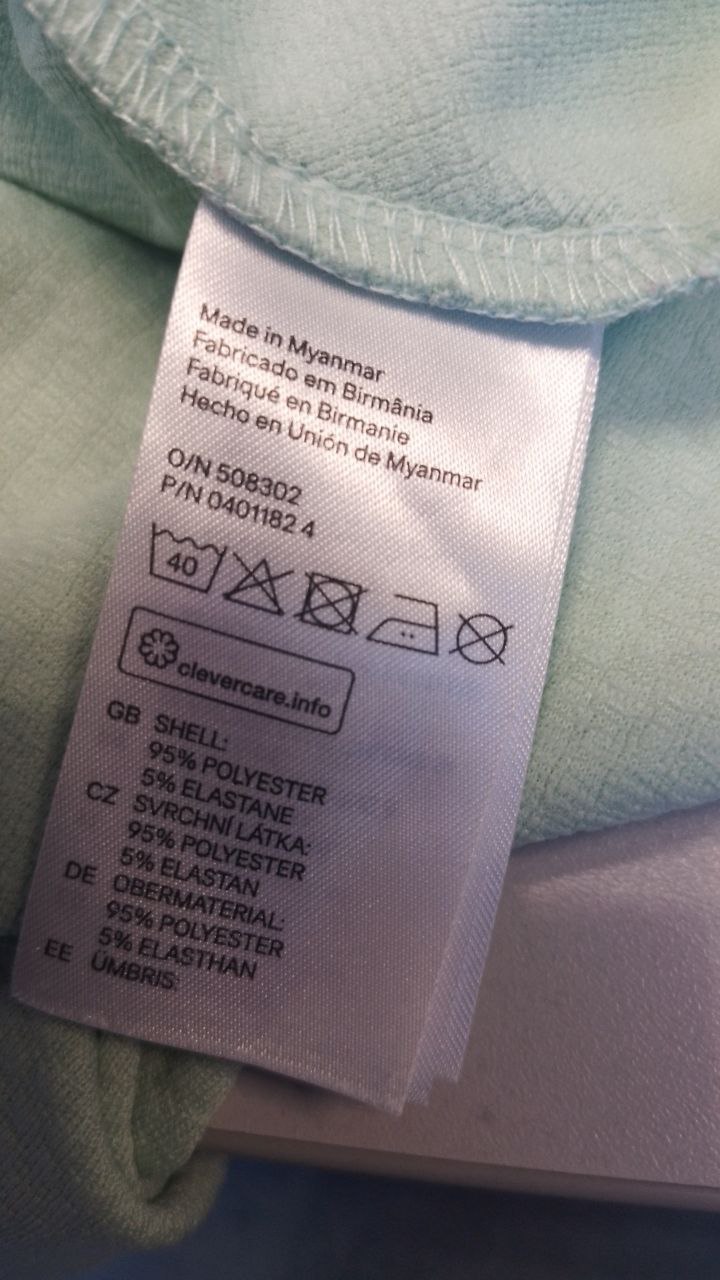 Made in Myanmar
Fabricado em Birmânia
Fabriqué en Birmanie
Hecho en Unión de Myanmar
O/N 508302
P/N 0401182 4
40
clevercare.info
GB SHELL:
95% POLYESTER
5% ELASTANE
CZ SVRCHNÍ LÁTKA:
95% POLYESTER
5% ELASTAN
DE OBERMATERIAL:
95% POLYESTER
5% ELASTHAN
EE ÜMBRIS: